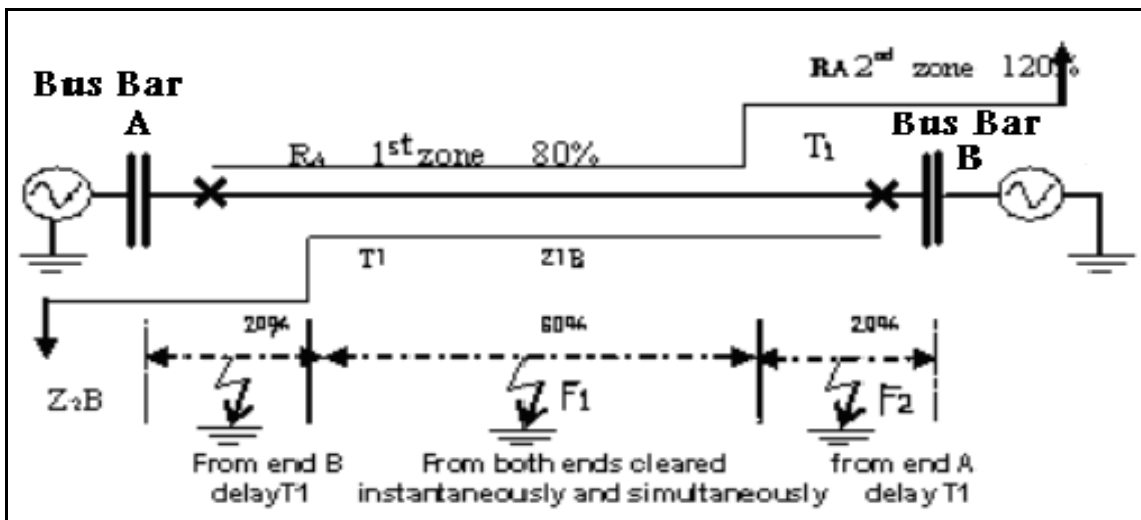 RA 2nd zone 120%
Bus Bar
A
Bus Bar
B
RA 1st zone 80%
T1
T1 Z1B
20% 60% 20%
Z2B
F1
F2
From end B
delayT1
From both ends cleared
instantaneously and simultaneously
from end A
delay T1